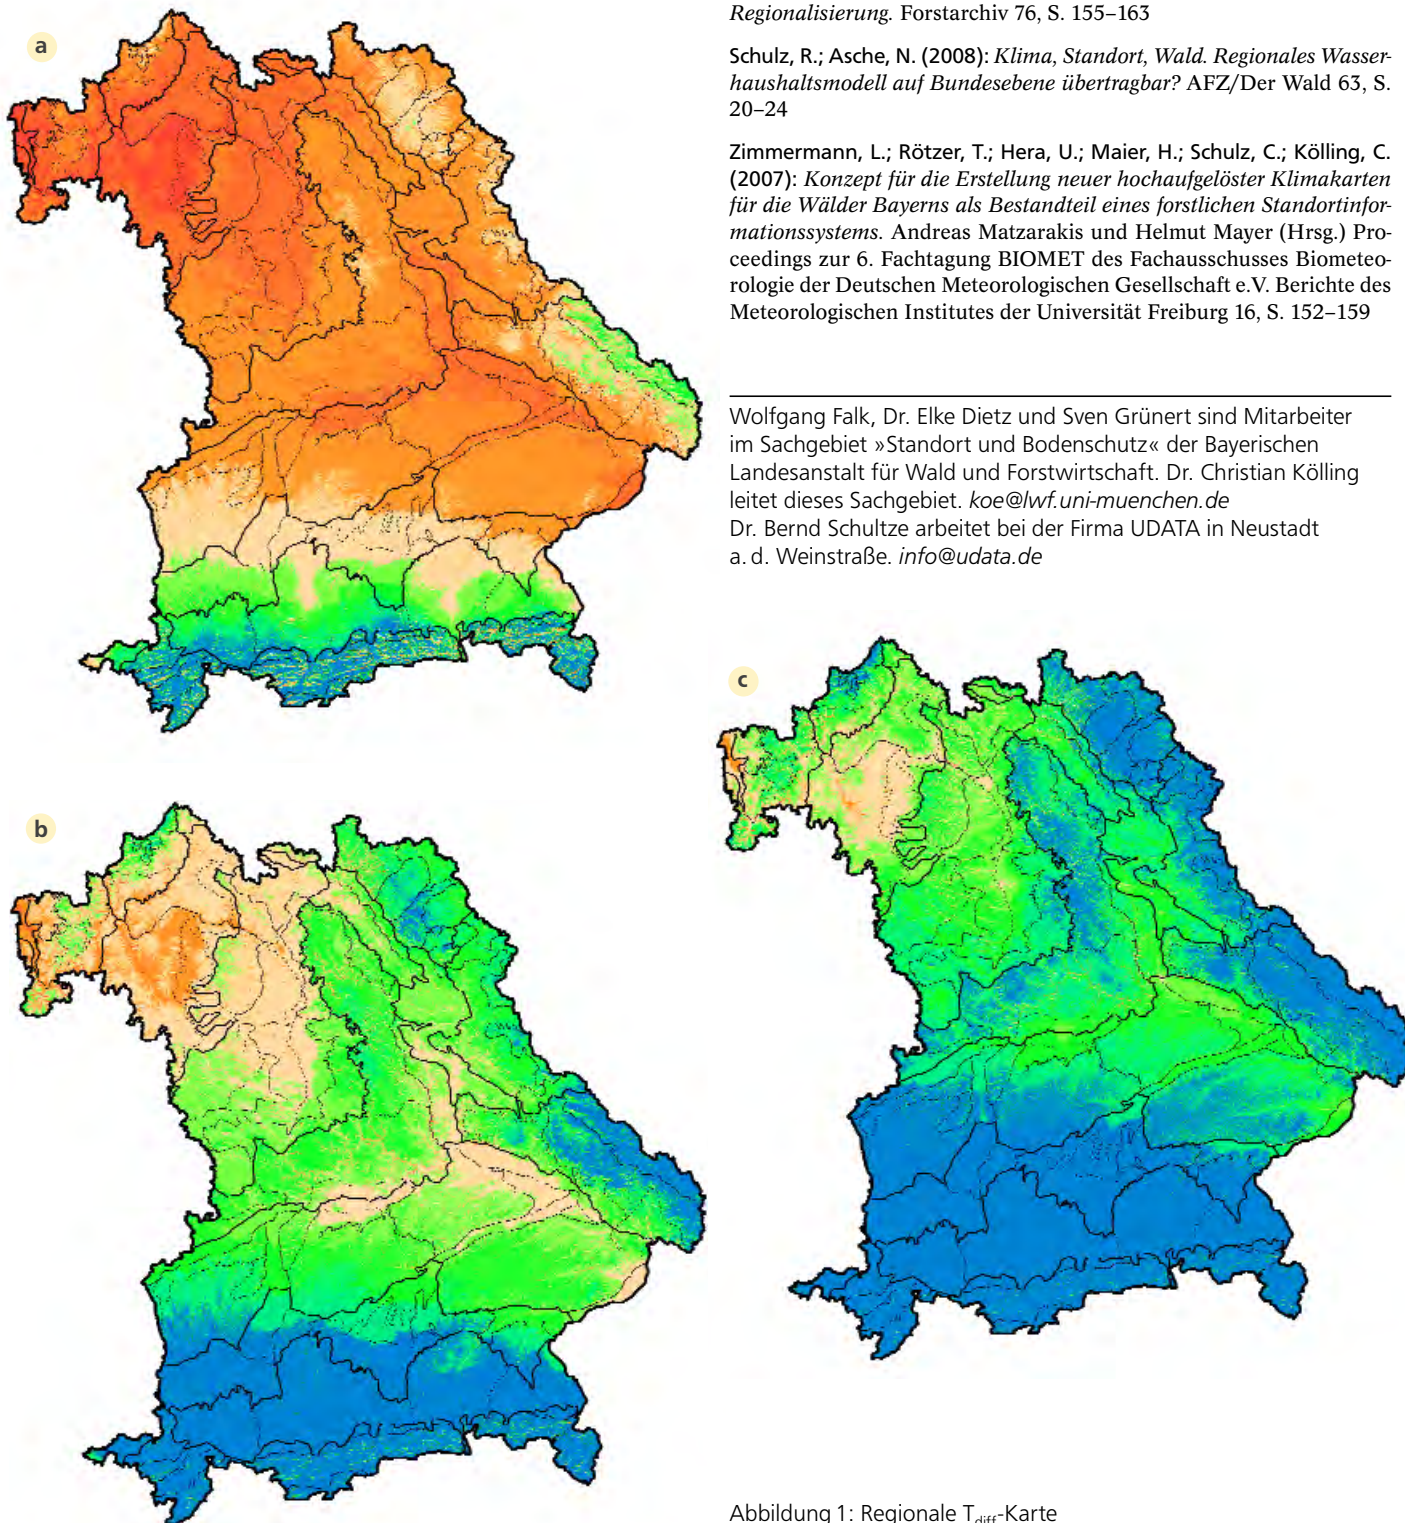 a
Regionalisierung. Forstarchiv 76, S. 155–163
Schulz, R.; Asche, N. (2008): Klima, Standort, Wald. Regionales Wasser-
haushaltsmodell auf Bundesebene übertragbar? AFZ/Der Wald 63, S.
20–24
Zimmermann, L.; Rötzer, T.; Hera, U.; Maier, H.; Schulz, C.; Kölling, C.
(2007): Konzept für die Erstellung neuer hochaufgelöster Klimakarten
für die Wälder Bayerns als Bestandteil eines forstlichen Standortinfor-
mationssystems. Andreas Matzarakis und Helmut Mayer (Hrsg.) Pro-
ceedings zur 6. Fachtagung BIOMET des Fachausschusses Biometeo-
rologie der Deutschen Meteorologischen Gesellschaft e.V. Berichte des
Meteorologischen Institutes der Universität Freiburg 16, S. 152–159
Wolfgang Falk, Dr. Elke Dietz und Sven Grünert sind Mitarbeiter
im Sachgebiet »Standort und Bodenschutz« der Bayerischen
Landesanstalt für Wald und Forstwirtschaft. Dr. Christian Kölling
leitet dieses Sachgebiet. koe@lwf.uni-muenchen.de
Dr. Bernd Schultze arbeitet bei der Firma UDATA in Neustadt
a. d. Weinstraße. info@udata.de
c
b
Abbildung 1: Regionale Tdiff-Karte